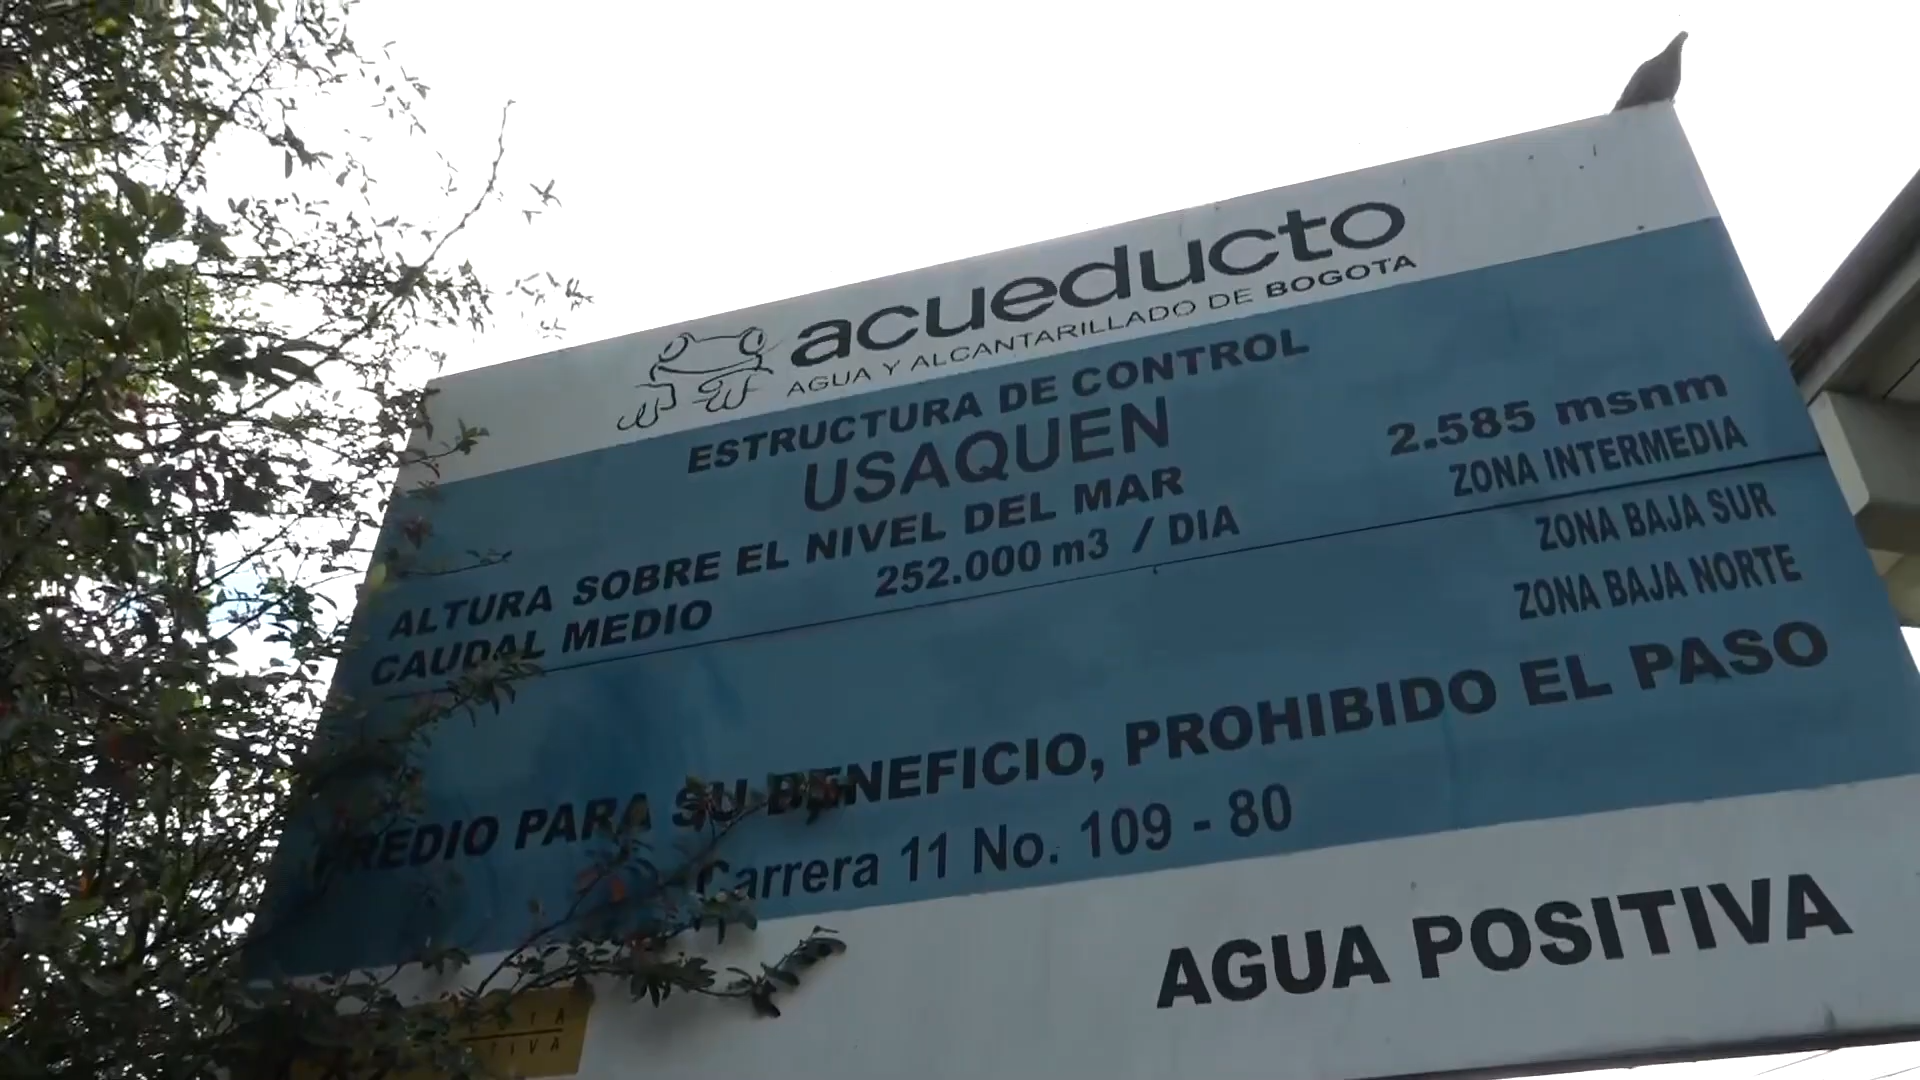 acueducto
AGUA Y ALCANTARILLADO DE BOGOTA
ESTRUCTURA DE CONTROL
USAQUEN
ALTURA SOBRE EL NIVEL DEL MAR 2.585 msnm
CAUDAL MEDIO 252.000 m3 / DIA ZONA INTERMEDIA
ZONA BAJA SUR
ZONA BAJA NORTE
PREDIO PARA SU BENEFICIO, PROHIBIDO EL PASO
Carrera 11 No. 109 - 80
AGUA POSITIVA